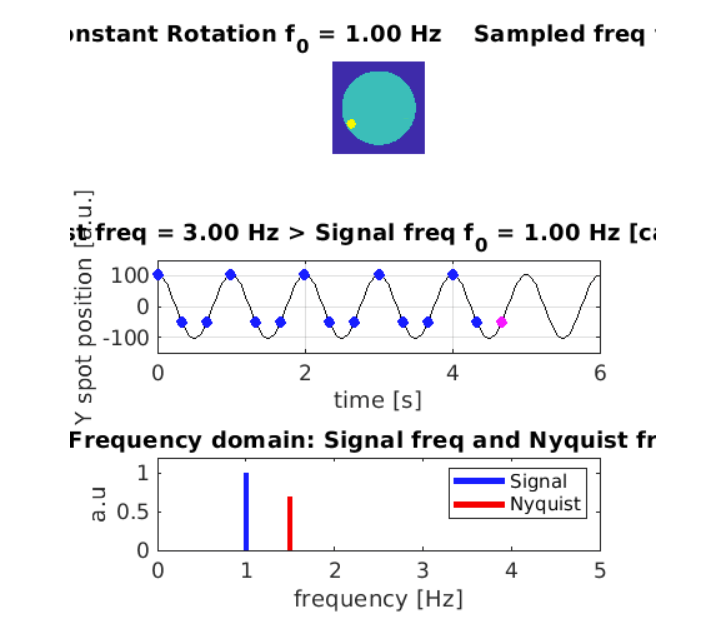 onstant Rotation f0 = 1.00 Hz Sampled freq
st freq = 3.00 Hz > Signal freq f0 = 1.00 Hz [ca
Y spot position [a.u.]
100
0
-100
0 2 4 6
time [s]
Frequency domain: Signal freq and Nyquist fr
a.u
1
0.5
0
Signal
Nyquist
0 1 2 3 4 5
frequency [Hz]